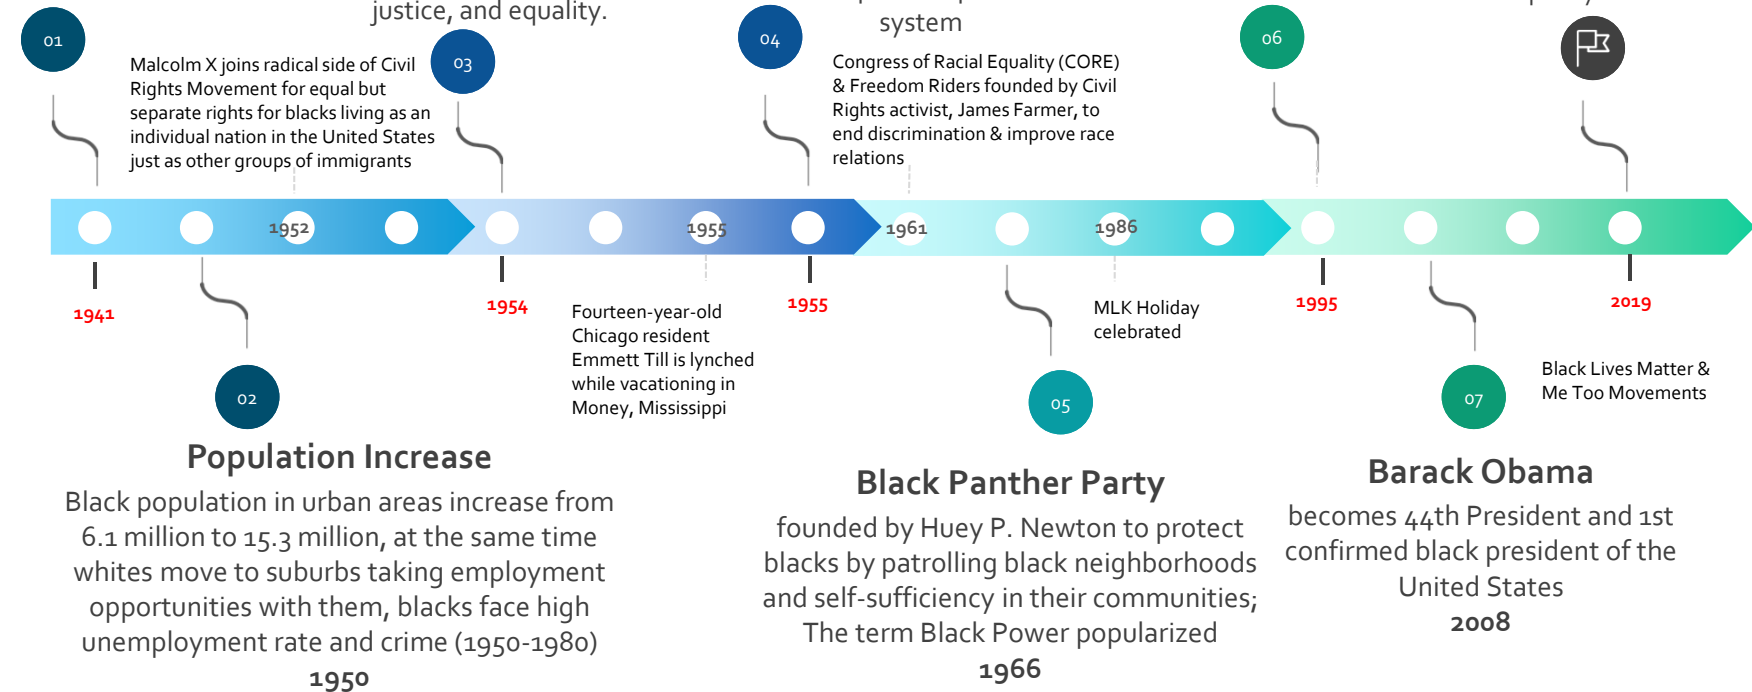 justice, and equality.
system
01
03
04
06
Malcolm X joins radical side of Civil
Rights Movement for equal but
separate rights for blacks living as an
individual nation in the United States
just as other groups of immigrants
Congress of Racial Equality (CORE)
& Freedom Riders founded by Civil
Rights activist, James Farmer, to
end discrimination & improve race
relations
1952
1955
1961
1986
1941
1954
1955
1995
2019
Fourteen-year-old
Chicago resident
Emmett Till is lynched
while vacationing in
Money, Mississippi
MLK Holiday
celebrated
Black Lives Matter &
Me Too Movements
02
05
07
Population Increase
Black population in urban areas increase from
6.1 million to 15.3 million, at the same time
whites move to suburbs taking employment
opportunities with them, blacks face high
unemployment rate and crime (1950-1980)
1950
Black Panther Party
founded by Huey P. Newton to protect
blacks by patrolling black neighborhoods
and self-sufficiency in their communities;
The term Black Power popularized
1966
Barack Obama
becomes 44th President and 1st
confirmed black president of the
United States
2008